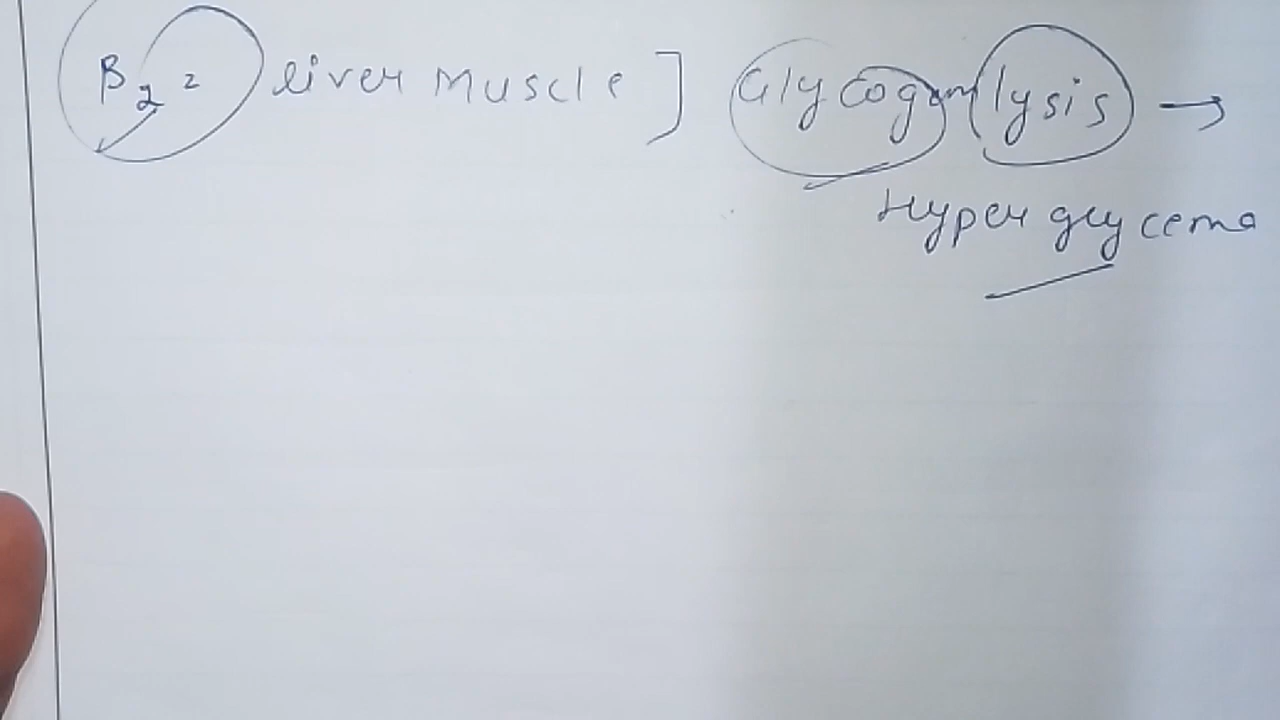 β2 = liver Muscle ] Glycogenlysis →
Hyper glycema